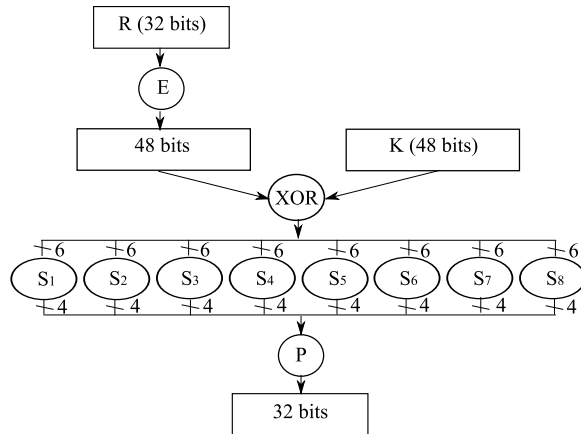 R (32 bits)
E
48 bits
K (48 bits)
XOR
6 6 6 6 6 6 6 6
S1 S2 S3 S4 S5 S6 S7 S8
4 4 4 4 4 4 4 4
P
32 bits